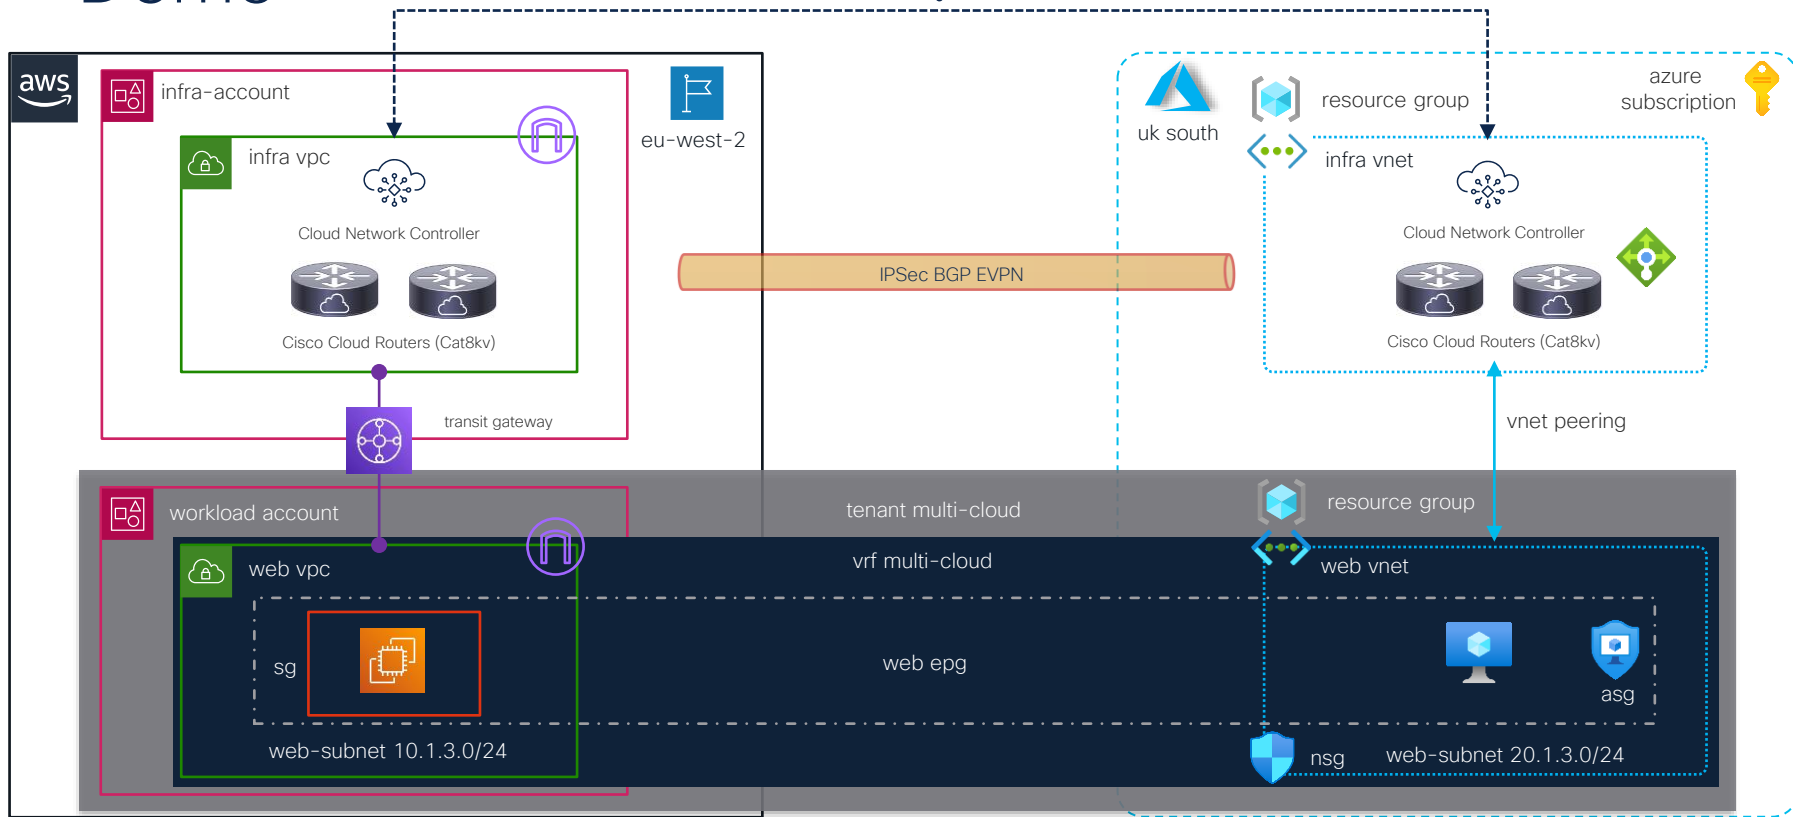 Demo
aws
infra-account
eu-west-2
infra vpc
Cloud Network Controller
Cisco Cloud Routers (Cat8kv)
transit gateway
IPSec BGP EVPN
uk south
resource group
azure
subscription
infra vnet
Cloud Network Controller
Cisco Cloud Routers (Cat8kv)
vnet peering
workload account
tenant multi-cloud
resource group
web vpc
vrf multi-cloud
web vnet
sg
web epg
asg
web-subnet 10.1.3.0/24
nsg
web-subnet 20.1.3.0/24